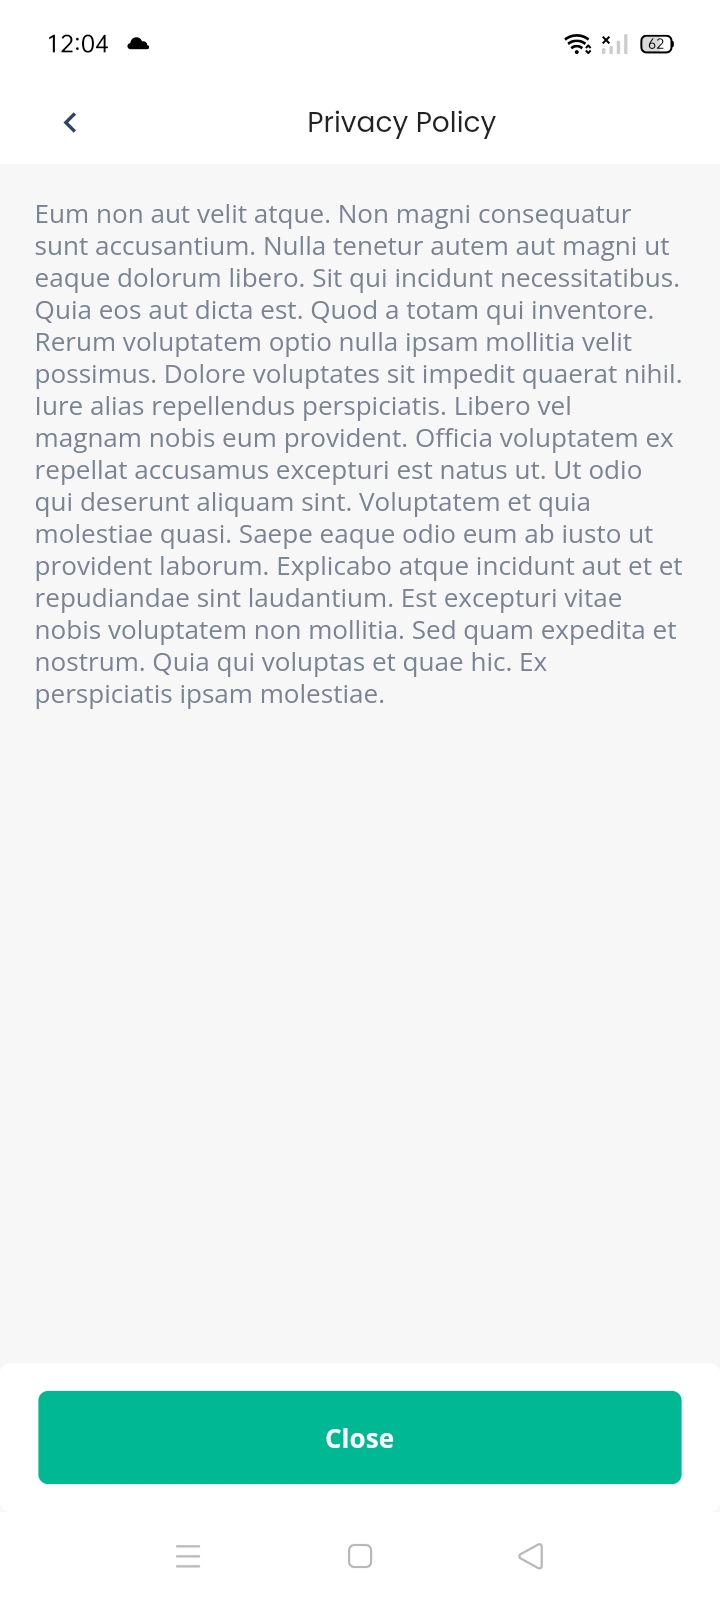 12:04
62
Privacy Policy
Eum non aut velit atque. Non magni consequatur
sunt accusantium. Nulla tenetur autem aut magni ut
eaque dolorum libero. Sit qui incidunt necessitatibus.
Quia eos aut dicta est. Quod a totam qui inventore.
Rerum voluptatem optio nulla ipsam mollitia velit
possimus. Dolore voluptates sit impedit quaerat nihil.
Iure alias repellendus perspiciatis. Libero vel
magnam nobis eum provident. Officia voluptatem ex
repellat accusamus excepturi est natus ut. Ut odio
qui deserunt aliquam sint. Voluptatem et quia
molestiae quasi. Saepe eaque odio eum ab iusto ut
provident laborum. Explicabo atque incidunt aut et et
repudiandae sint laudantium. Est excepturi vitae
nobis voluptatem non mollitia. Sed quam expedita et
nostrum. Quia qui voluptas et quae hic. Ex
perspiciatis ipsam molestiae.
Close